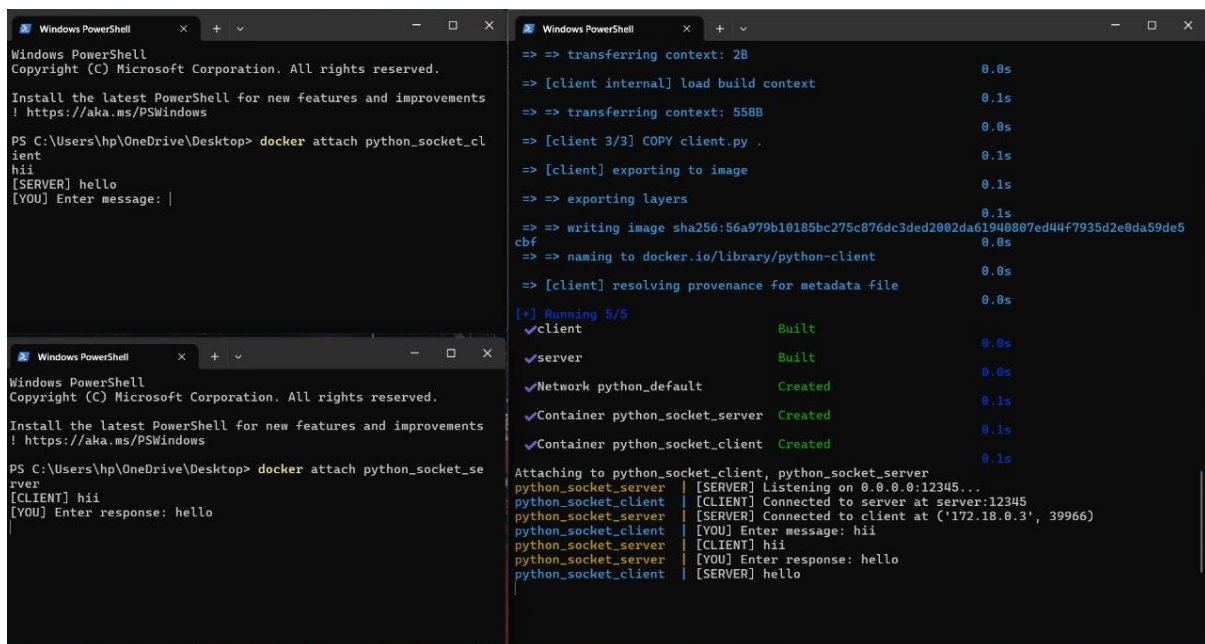 Windows PowerShell
Windows PowerShell
Copyright (C) Microsoft Corporation. All rights reserved.
Install the latest PowerShell for new features and improvements
! https://aka.ms/PSWindows
PS C:\Users\hp\OneDrive\Desktop> docker attach python_socket_cl
ient
hii
[SERVER] hello
[YOU] Enter message:
Windows PowerShell
Windows PowerShell
Copyright (C) Microsoft Corporation. All rights reserved.
Install the latest PowerShell for new features and improvements
! https://aka.ms/PSWindows
PS C:\Users\hp\OneDrive\Desktop> docker attach python_socket_se
rver
[CLIENT] hii
[YOU] Enter response: hello
Windows PowerShell
=> => transferring context: 2B
0.0s
=> [client internal] load build context
0.1s
=> => transferring context: 558B
0.0s
=> [client 3/3] COPY client.py .
0.1s
=> [client] exporting to image
0.1s
=> => exporting layers
0.1s
=> => writing image sha256:56a979b10185bc275c876dc3ded2002da61940807ed44f7935d2e0da59de5
cbf 0.0s
=> => naming to docker.io/library/python-client
0.0s
=> [client] resolving provenance for metadata file
0.0s
[+] Running 5/5
✔client Built
0.0s
✔server Built
0.0s
✔Network python_default Created
0.1s
✔Container python_socket_server Created
0.1s
✔Container python_socket_client Created
0.1s
Attaching to python_socket_client, python_socket_server
python_socket_server | [SERVER] Listening on 0.0.0.0:12345...
python_socket_client | [CLIENT] Connected to server at server:12345
python_socket_server | [SERVER] Connected to client at ('172.18.0.3', 39966)
python_socket_client | [YOU] Enter message: hii
python_socket_server | [CLIENT] hii
python_socket_server | [YOU] Enter response: hello
python_socket_client | [SERVER] hello